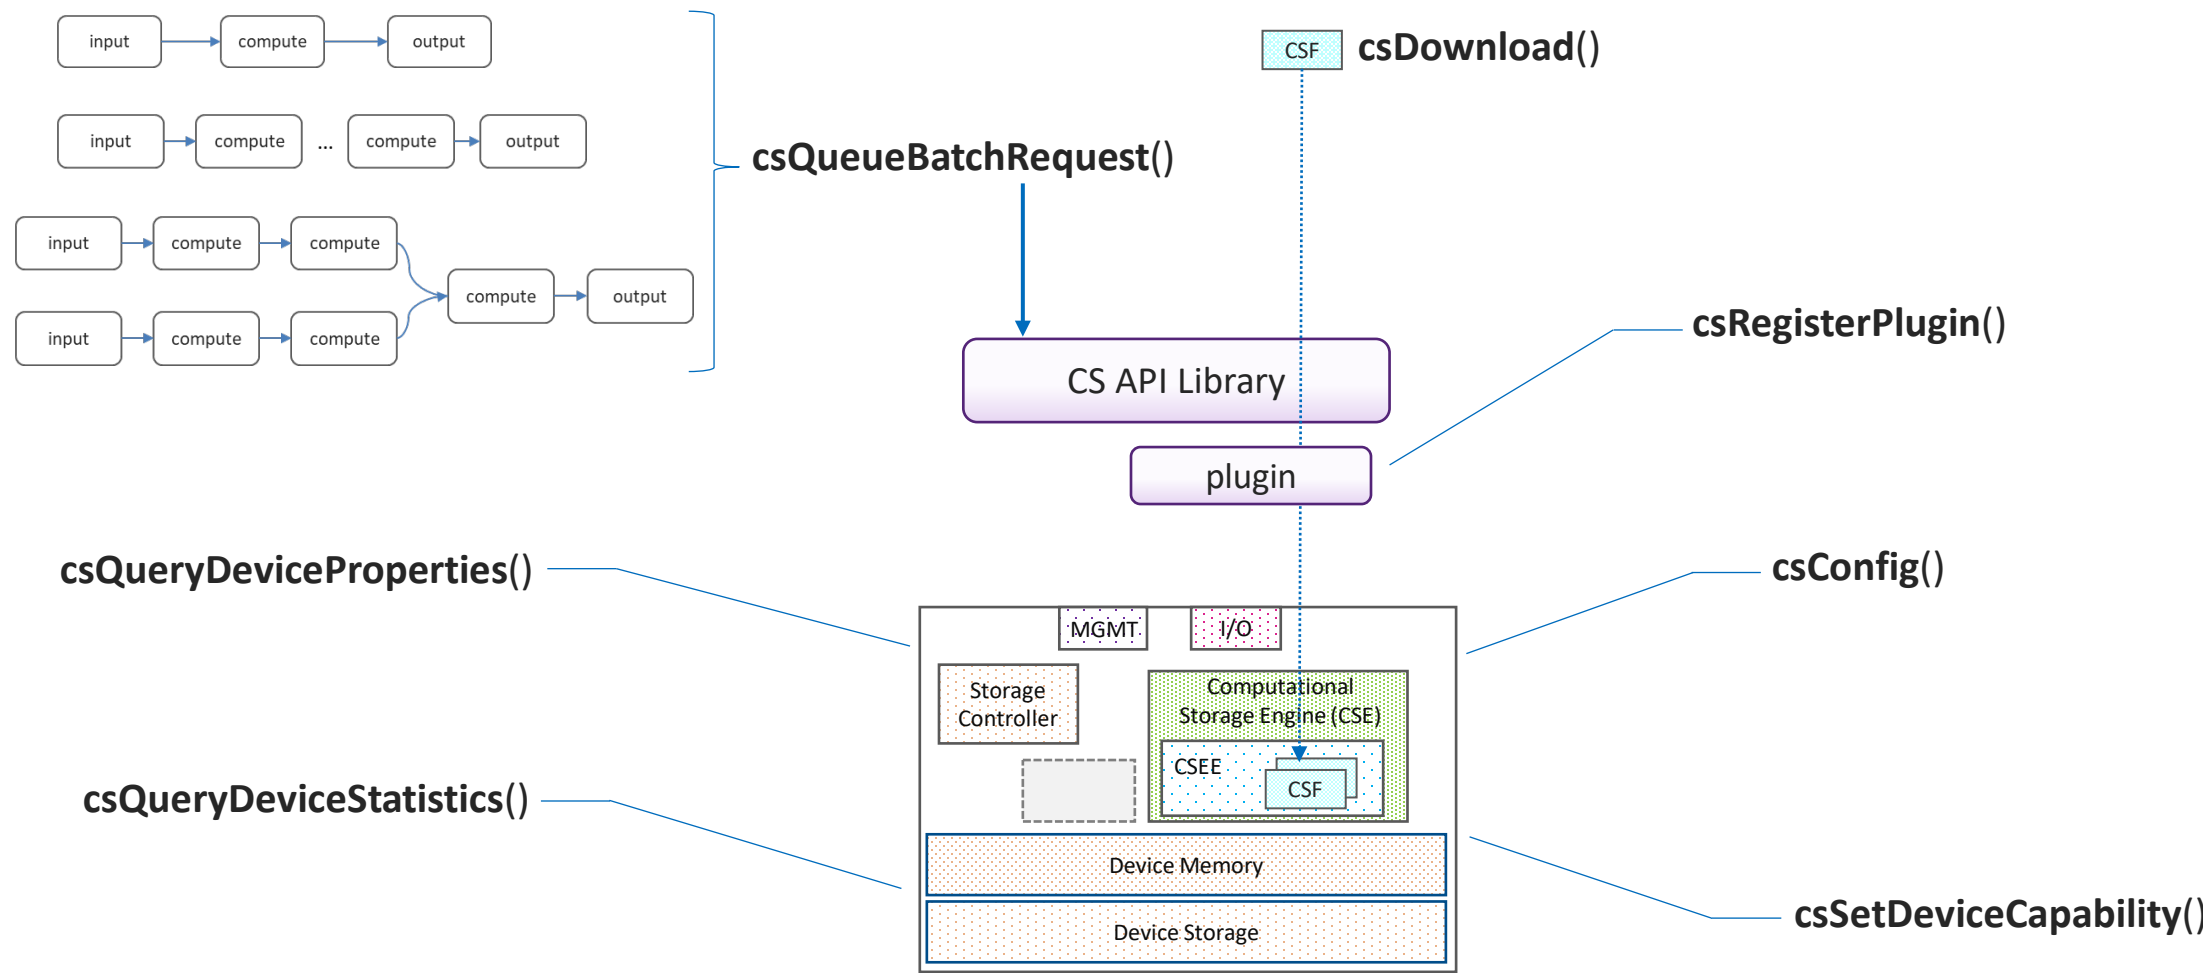 input compute output
CSF csDownload()
input compute ... compute output
csQueueBatchRequest()
input compute compute
compute output
input compute compute
csRegisterPlugin()
CS API Library
plugin
csQueryDeviceProperties()
csConfig()
MGMT I/O
Storage
Controller
Computational
Storage Engine (CSE)
CSEE
CSF
csQueryDeviceStatistics()
Device Memory
csSetDeviceCapability()
Device Storage